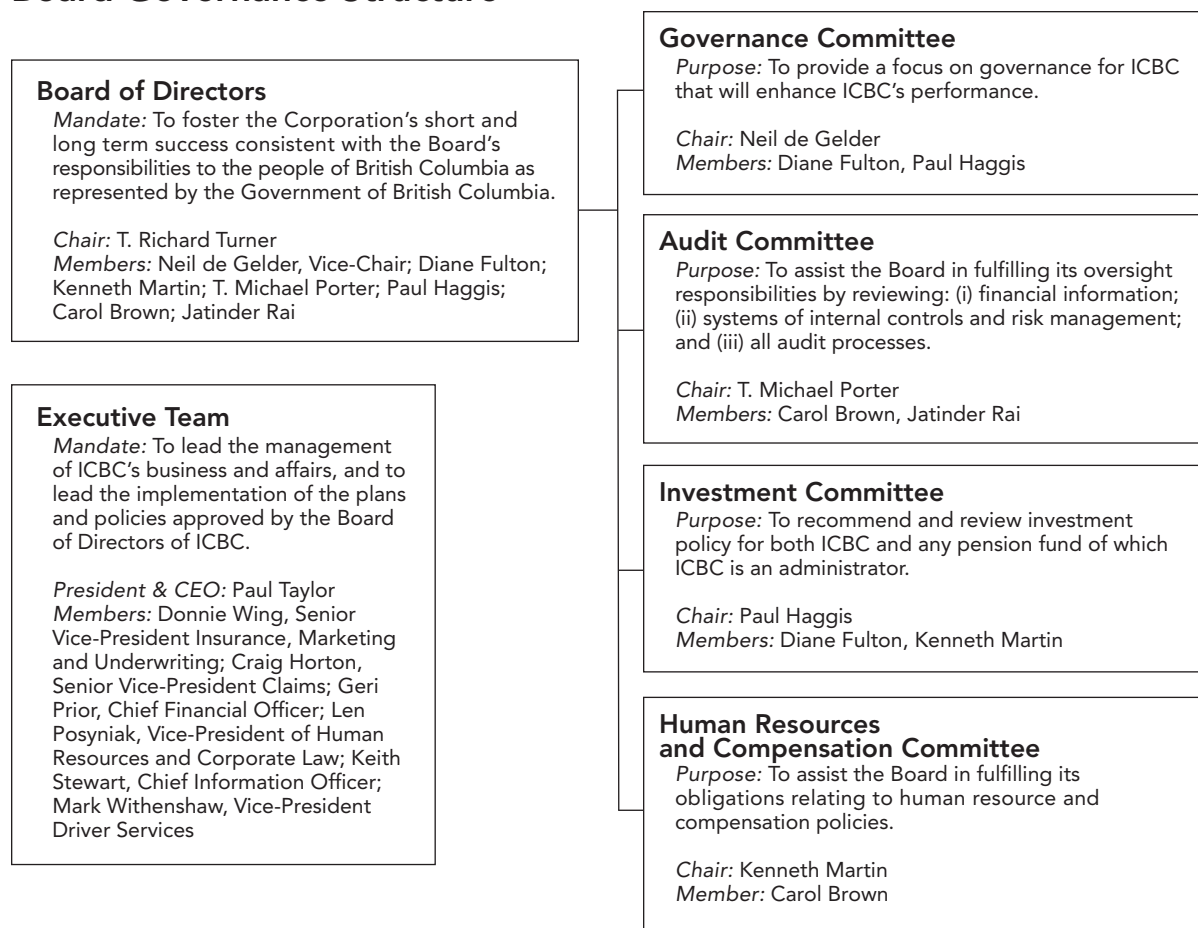 Board Governance Structure
Board of Directors
Mandate: To foster the Corporation’s short and
long term success consistent with the Board’s
responsibilities to the people of British Columbia as
represented by the Government of British Columbia.
Chair: T. Richard Turner
Members: Neil de Gelder, Vice-Chair; Diane Fulton;
Kenneth Martin; T. Michael Porter; Paul Haggis;
Carol Brown; Jatinder Rai
Executive Team
Mandate: To lead the management
of ICBC’s business and affairs, and to
lead the implementation of the plans
and policies approved by the Board
of Directors of ICBC.
President & CEO: Paul Taylor
Members: Donnie Wing, Senior
Vice-President Insurance, Marketing
and Underwriting; Craig Horton,
Senior Vice-President Claims; Geri
Prior, Chief Financial Officer; Len
Posyniak, Vice-President of Human
Resources and Corporate Law; Keith
Stewart, Chief Information Officer;
Mark Withenshaw, Vice-President
Driver Services
Governance Committee
Purpose: To provide a focus on governance for ICBC
that will enhance ICBC’s performance.
Chair: Neil de Gelder
Members: Diane Fulton, Paul Haggis
Audit Committee
Purpose: To assist the Board in fulfilling its oversight
responsibilities by reviewing: (i) financial information;
(ii) systems of internal controls and risk management;
and (iii) all audit processes.
Chair: T. Michael Porter
Members: Carol Brown, Jatinder Rai
Investment Committee
Purpose: To recommend and review investment
policy for both ICBC and any pension fund of which
ICBC is an administrator.
Chair: Paul Haggis
Members: Diane Fulton, Kenneth Martin
Human Resources
and Compensation Committee
Purpose: To assist the Board in fulfilling its
obligations relating to human resource and
compensation policies.
Chair: Kenneth Martin
Member: Carol Brown